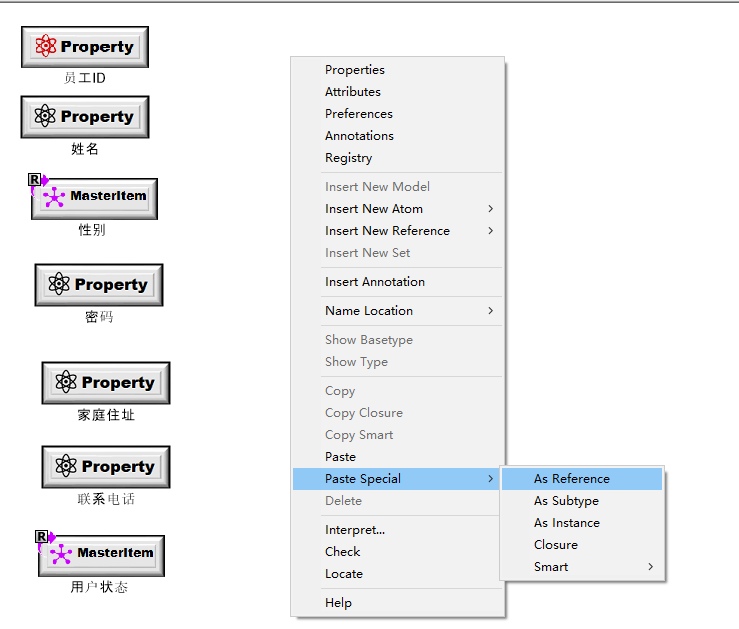 Property
员工ID
Property
姓名
R
MasterItem
性别
Property
密码
Property
家庭住址
Property
联系电话
R
MasterItem
用户状态
Properties
Attributes
Preferences
Annotations
Registry
Insert New Model
Insert New Atom
Insert New Reference
Insert New Set
Insert Annotation
Name Location
Show Basetype
Show Type
Copy
Copy Closure
Copy Smart
Paste
Paste Special
Delete
Interpret...
Check
Locate
Help
As Reference
As Subtype
As Instance
Closure
Smart